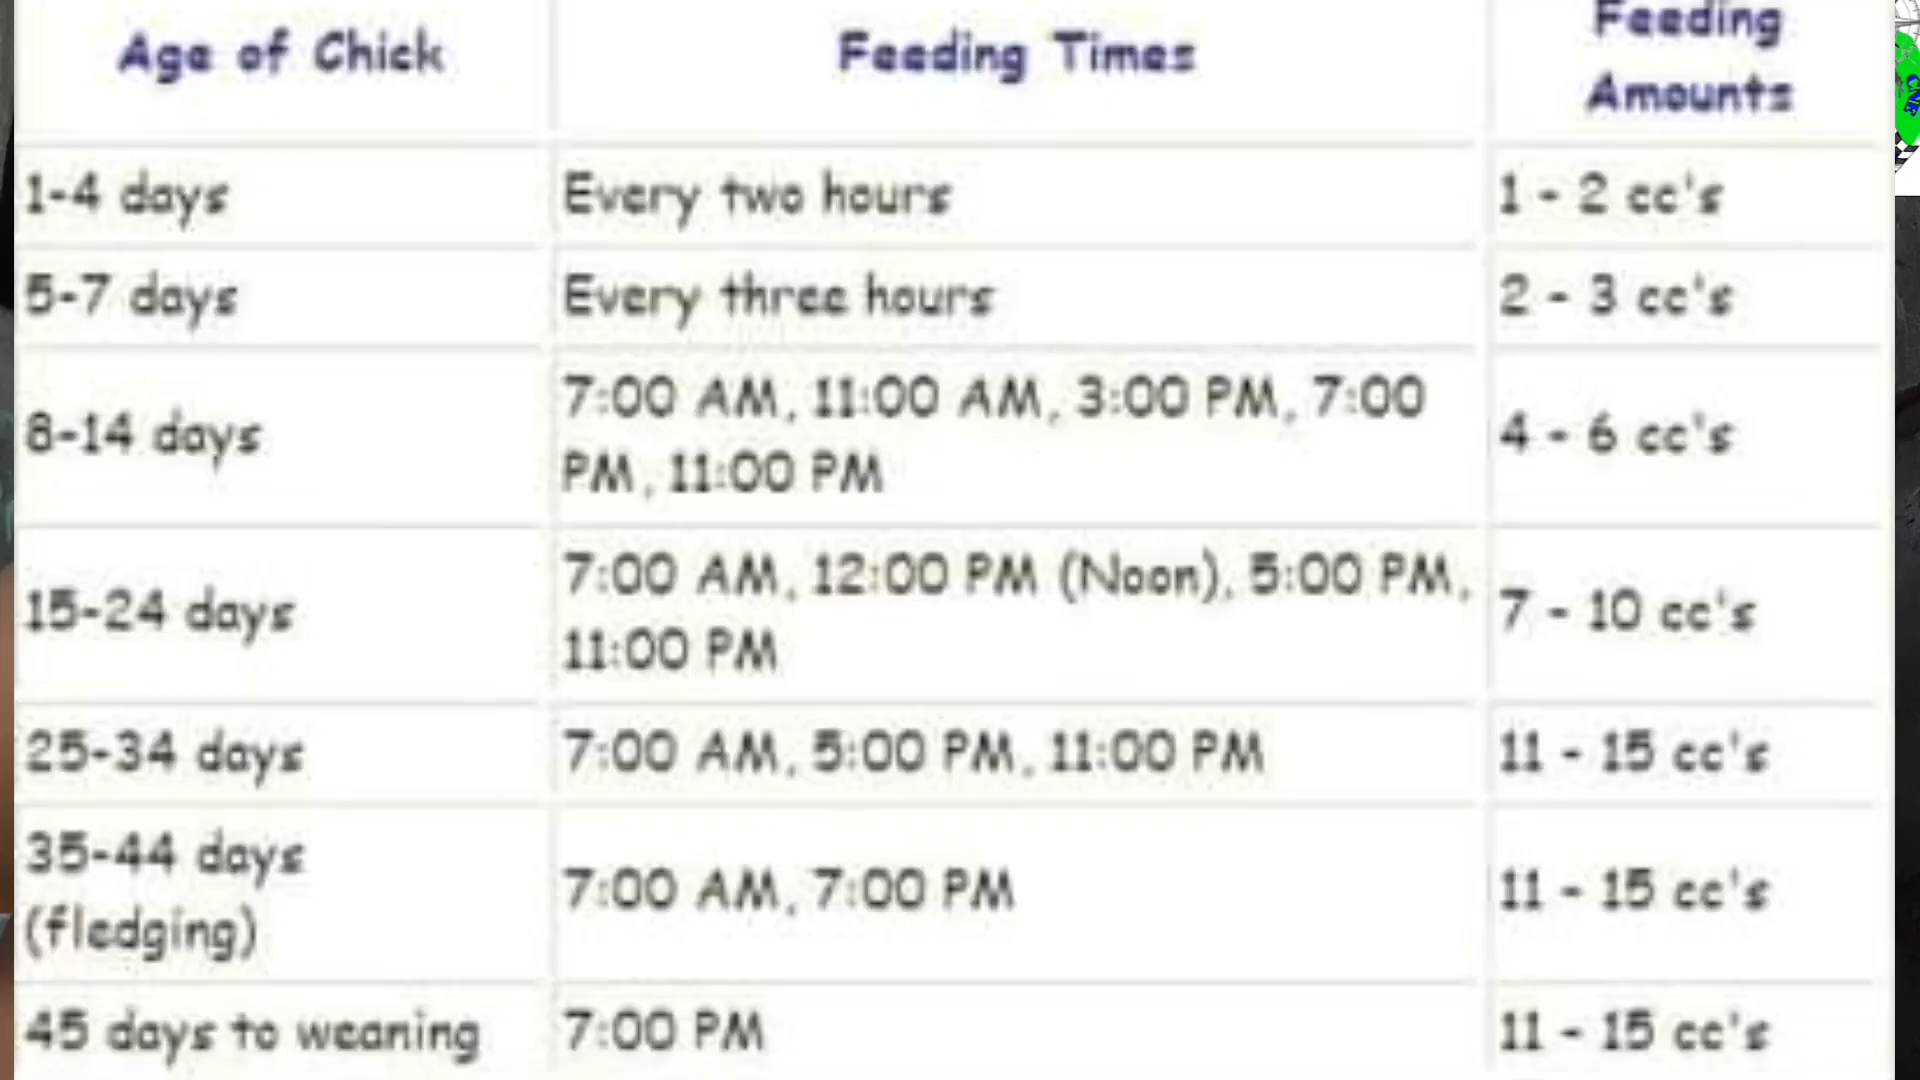 Age of Chick
Feeding Times
Feeding
Amounts
1-4 days
Every two hours
1 - 2 cc's
5-7 days
Every three hours
2 - 3 cc's
8-14 days
7:00 AM, 11:00 AM, 3:00 PM, 7:00
PM, 11:00 PM
4 - 6 cc's
15-24 days
7:00 AM, 12:00 PM (Noon), 5:00 PM,
11:00 PM
7 - 10 cc's
25-34 days
7:00 AM, 5:00 PM, 11:00 PM
11 - 15 cc's
35-44 days
(fledging)
7:00 AM, 7:00 PM
11 - 15 cc's
45 days to weaning
7:00 PM
11 - 15 cc's